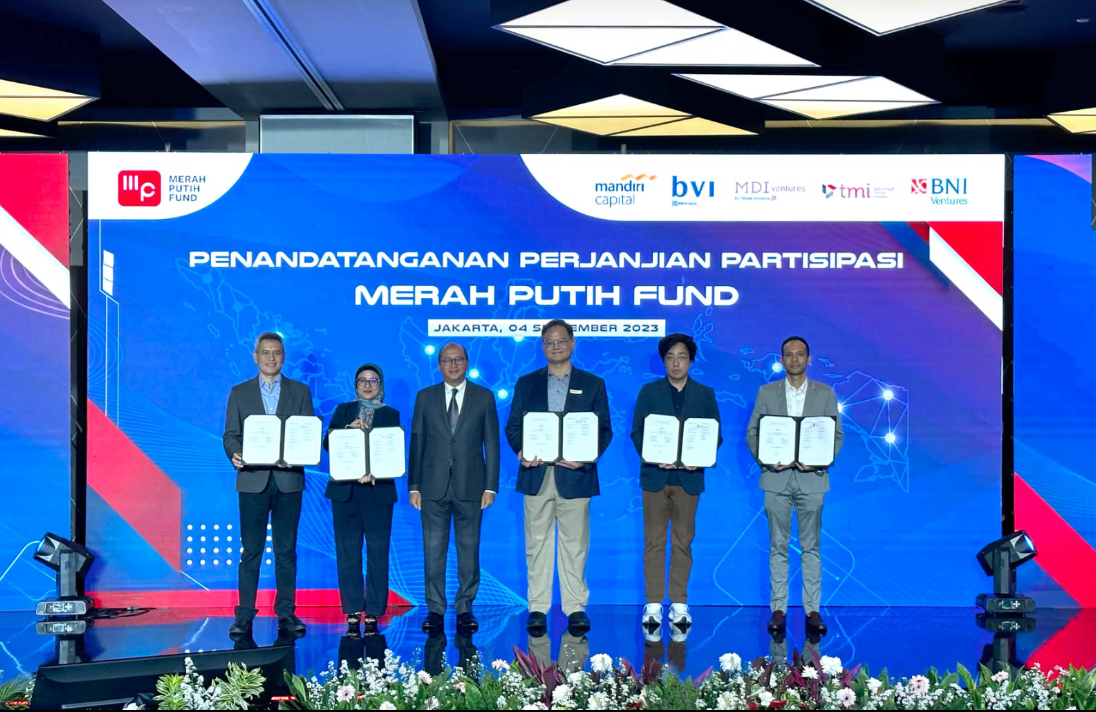 MERAH
PUTIH
FUND
mandiri
capital
bvi
MDI ventures
tmi
BNI
Ventures
PENANDATANGANAN PERJANJIAN PARTISIPASI
MERAH PUTIH FUND
JAKARTA, 04 SEPTEMBER 2023